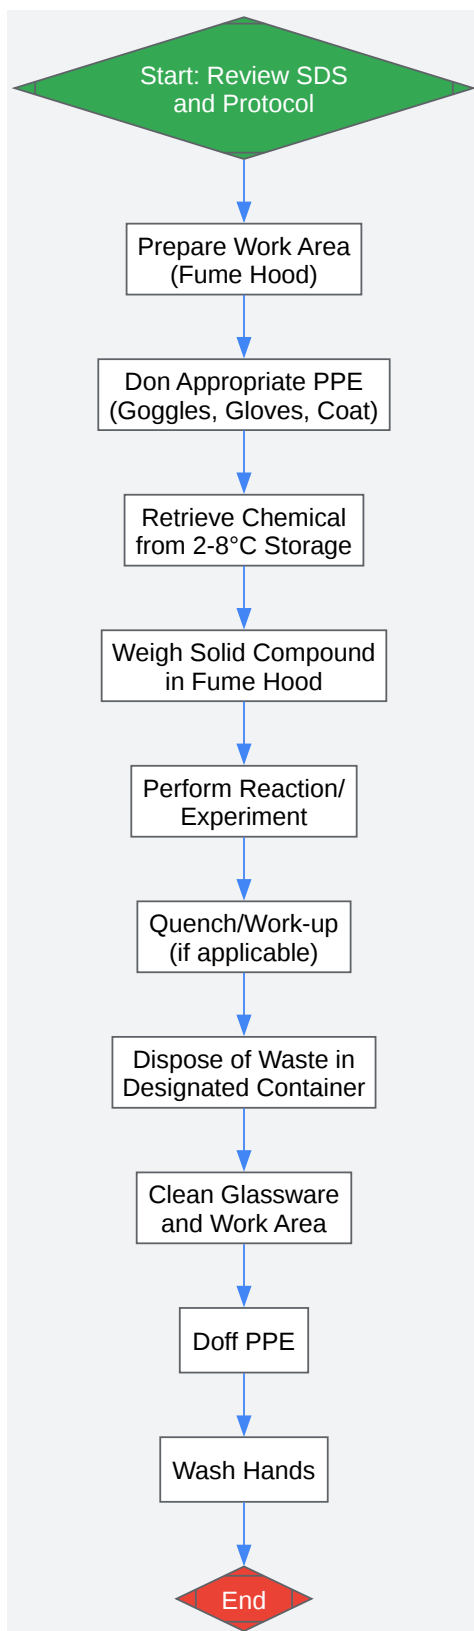 Start: Review SDS
and Protocol
Prepare Work Area
(Fume Hood)
Don Appropriate PPE
(Goggles, Gloves, Coat)
Retrieve Chemical
from 2-8°C Storage
Weigh Solid Compound
in Fume Hood
Perform Reaction/
Experiment
Quench/Work-up
(if applicable)
Dispose of Waste in
Designated Container
Clean Glassware
and Work Area
Doff PPE
Wash Hands
End